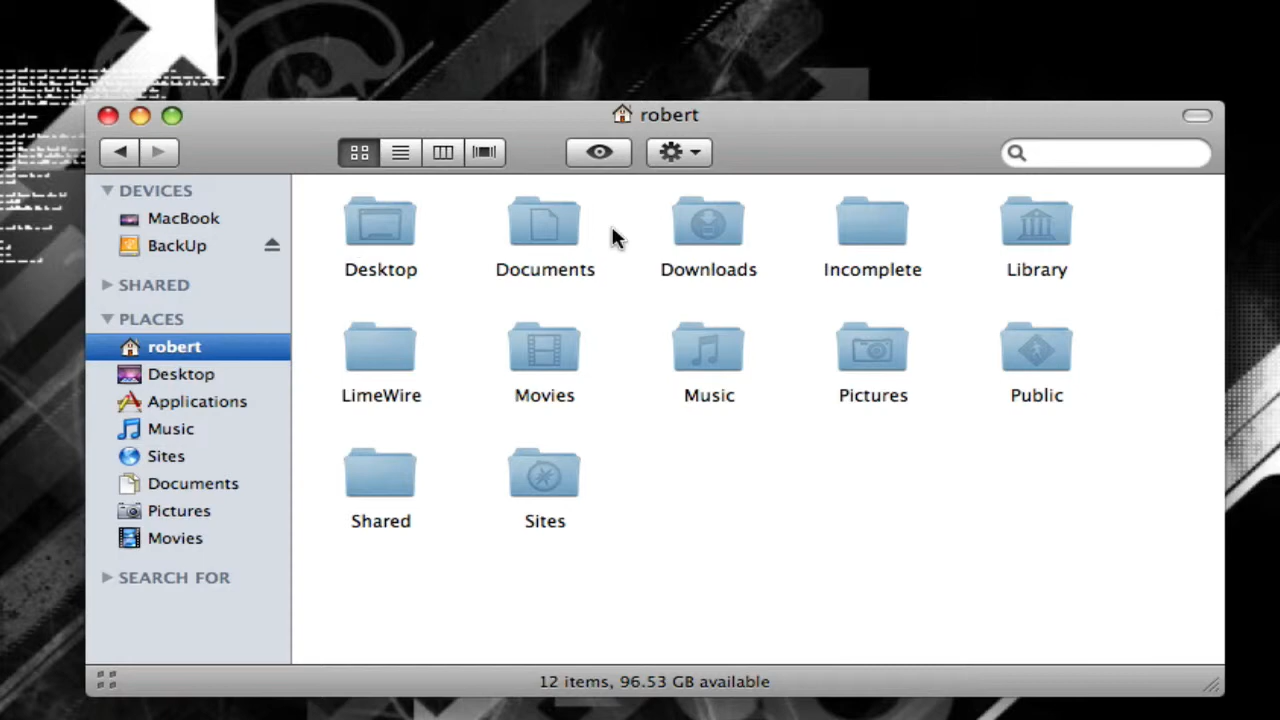 robert
DEVICES
MacBook
BackUp
SHARED
PLACES
robert
Desktop
Applications
Music
Sites
Documents
Pictures
Movies
SEARCH FOR
Desktop Documents Downloads Incomplete Library
LimeWire Movies Music Pictures Public
Shared Sites
12 items, 96.53 GB available